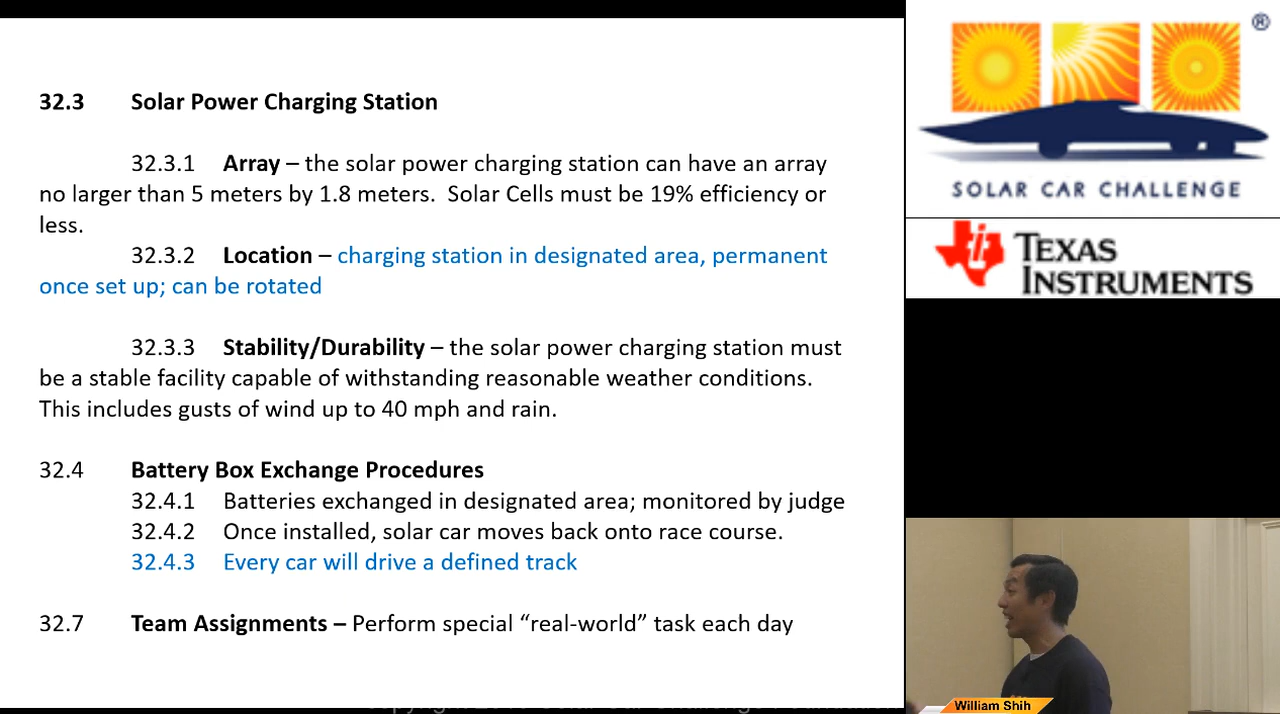 32.3 Solar Power Charging Station
32.3.1 Array – the solar power charging station can have an array
no larger than 5 meters by 1.8 meters. Solar Cells must be 19% efficiency or
less.
32.3.2 Location – charging station in designated area, permanent
once set up; can be rotated
32.3.3 Stability/Durability – the solar power charging station must
be a stable facility capable of withstanding reasonable weather conditions.
This includes gusts of wind up to 40 mph and rain.
32.4 Battery Box Exchange Procedures
32.4.1 Batteries exchanged in designated area; monitored by judge
32.4.2 Once installed, solar car moves back onto race course.
32.4.3 Every car will drive a defined track
32.7 Team Assignments – Perform special “real-world” task each day
®
SOLAR CAR CHALLENGE
TEXAS
INSTRUMENTS
William Shih